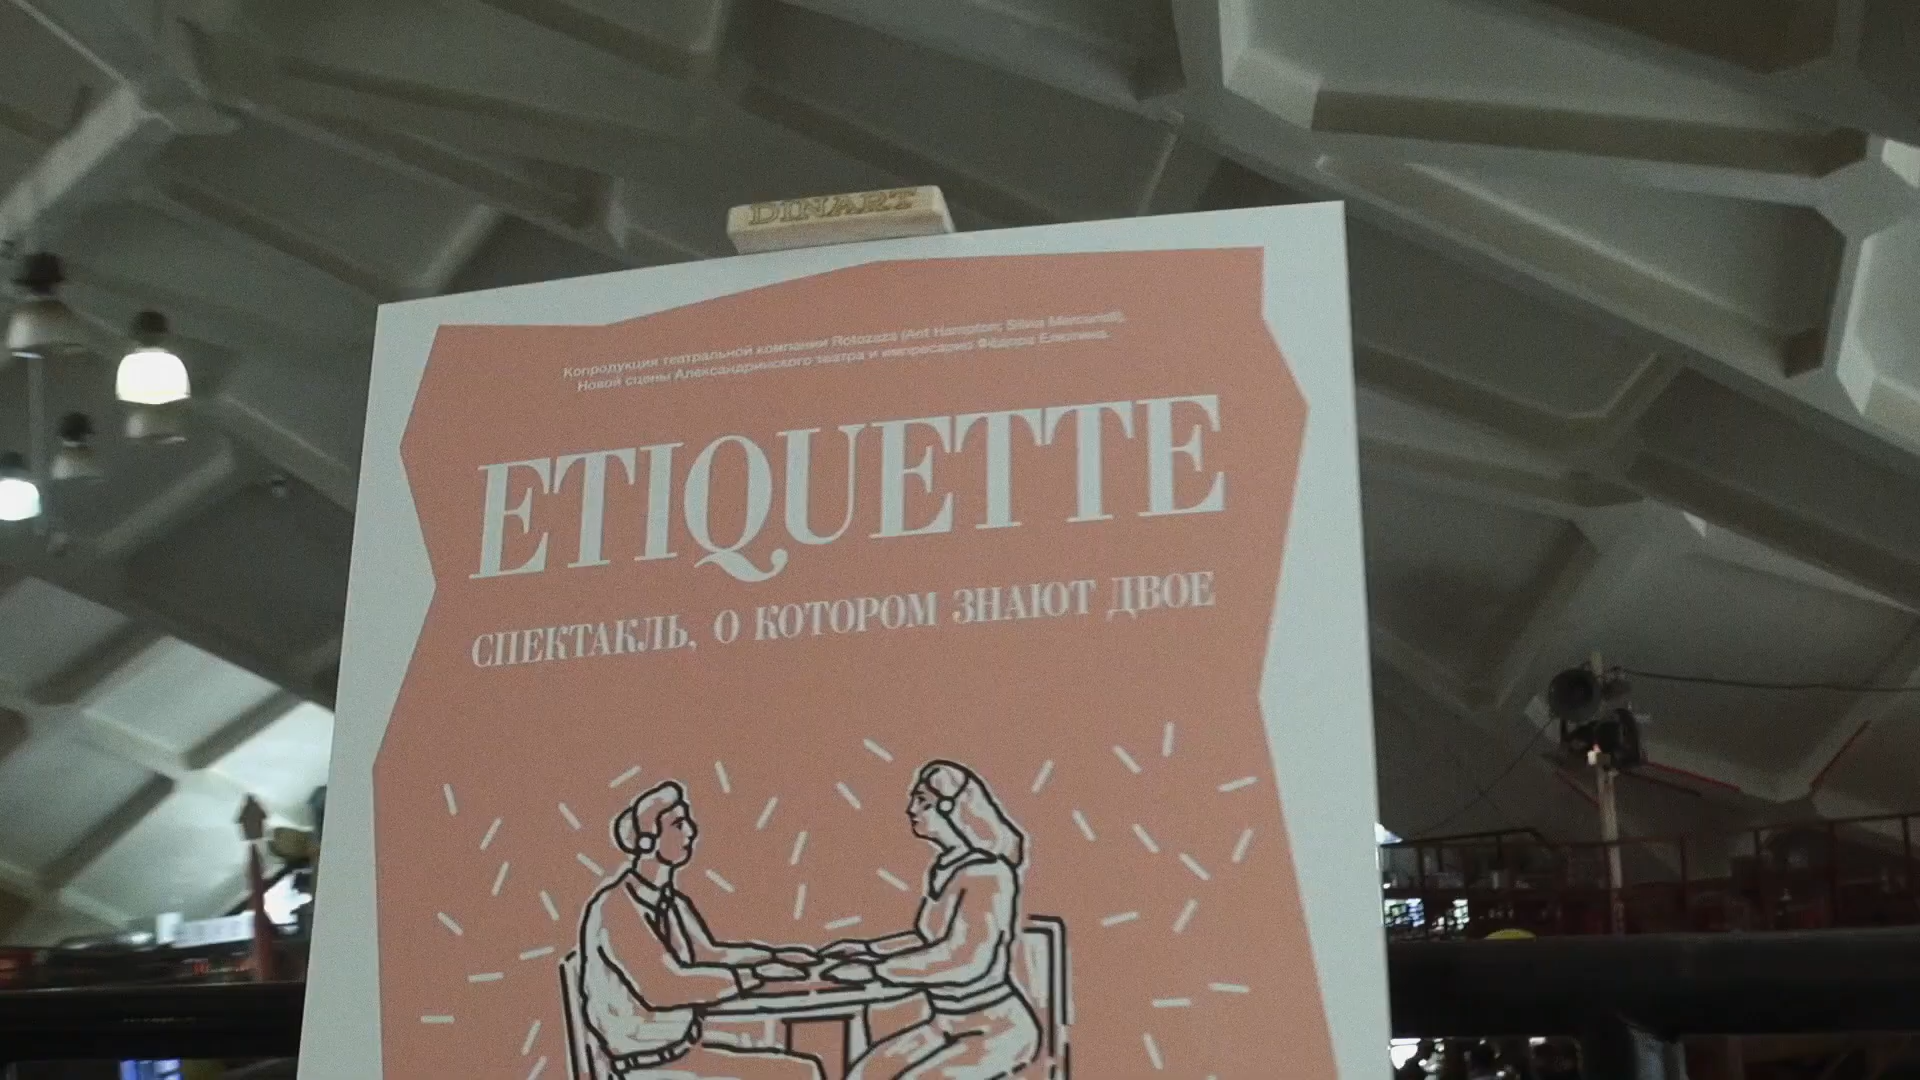 DINART
Копродукция театральной компании Rotozaza (Ant Hampton, Silvia Mercuriali),
Новой сцены Александринского театра и импресарио Фёдора Елютина.
ETIQUETTE
СПЕКТАКЛЬ, О КОТОРОМ ЗНАЮТ ДВОЕ